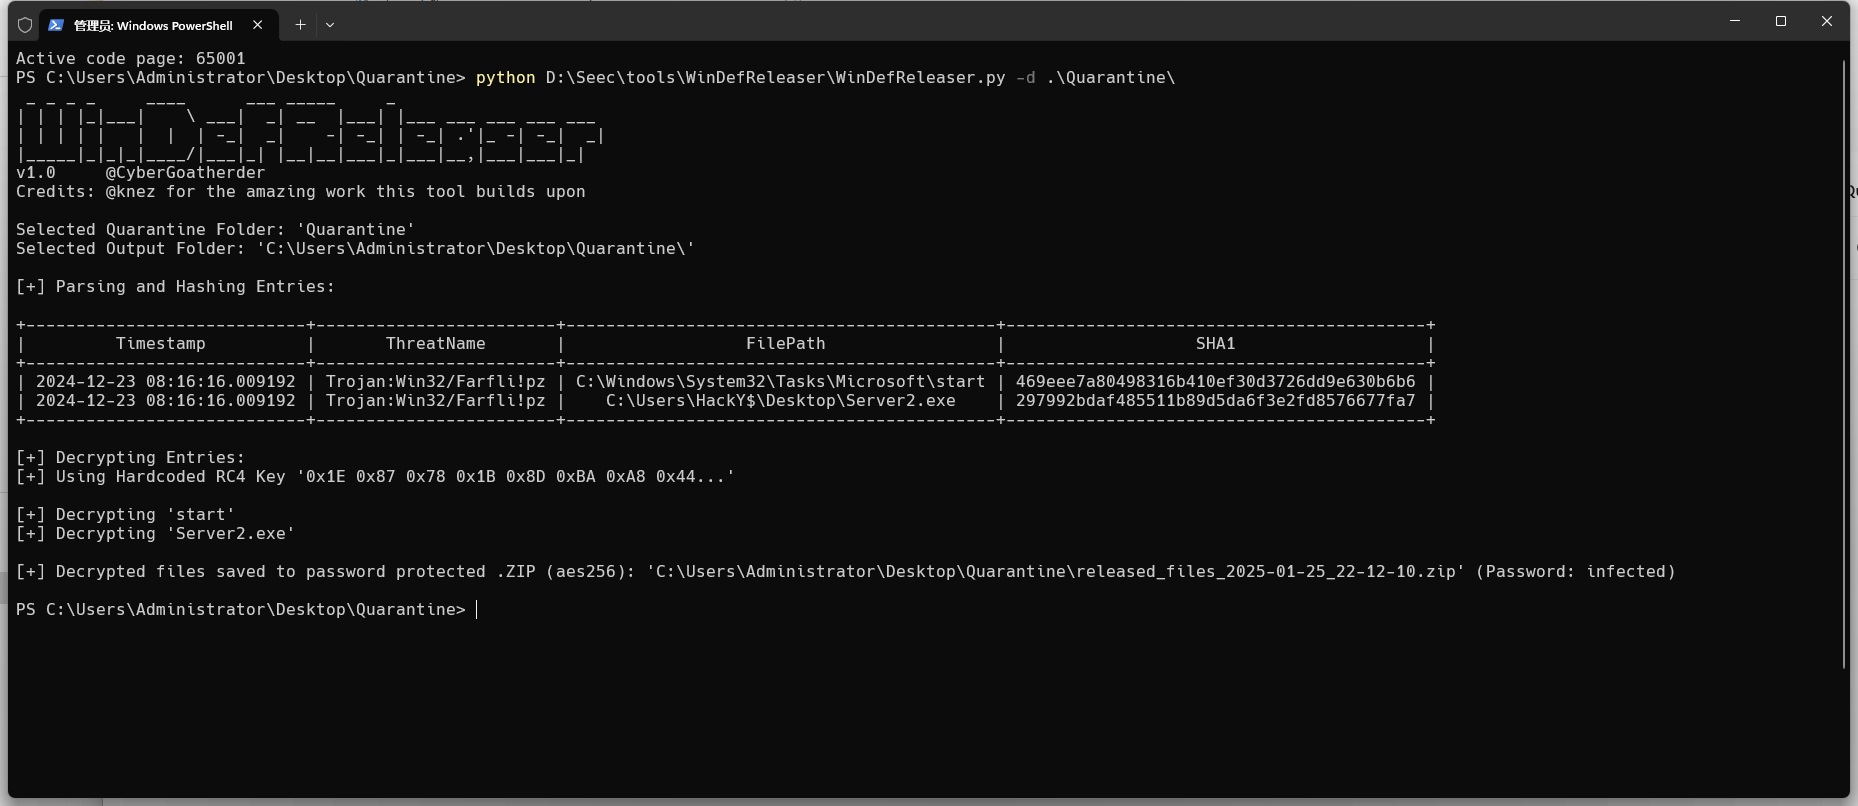 管理员: Windows PowerShell
Active code page: 65001
PS C:\Users\Administrator\Desktop\Quarantine> python D:\Seec\tools\WinDefReleaser\WinDefReleaser.py -d .\Quarantine\
v1.0     @CyberGoatherder
Credits: @knez for the amazing work this tool builds upon
Selected Quarantine Folder: 'Quarantine'
Selected Output Folder: 'C:\Users\Administrator\Desktop\Quarantine\'
[+] Parsing and Hashing Entries:
+----------------------------+------------------------+-------------------------------------------+------------------------------------------+
|         Timestamp          |       ThreatName       |                  FilePath                 |                   SHA1                   |
+----------------------------+------------------------+-------------------------------------------+------------------------------------------+
| 2024-12-23 08:16:16.009192 | Trojan:Win32/Farfli!pz | C:\Windows\System32\Tasks\Microsoft\start | 469eee7a80498316b410ef30d3726dd9e630b6b6 |
| 2024-12-23 08:16:16.009192 | Trojan:Win32/Farfli!pz |    C:\Users\HackY$\Desktop\Server2.exe    | 297992bdaf485511b89d5da6f3e2fd8576677fa7 |
+----------------------------+------------------------+-------------------------------------------+------------------------------------------+
[+] Decrypting Entries:
[+] Using Hardcoded RC4 Key '0x1E 0x87 0x78 0x1B 0x8D 0xBA 0xA8 0x44...'
[+] Decrypting 'start'
[+] Decrypting 'Server2.exe'
[+] Decrypted files saved to password protected .ZIP (aes256): 'C:\Users\Administrator\Desktop\Quarantine\released_files_2025-01-25_22-12-10.zip' (Password: infected)
PS C:\Users\Administrator\Desktop\Quarantine>